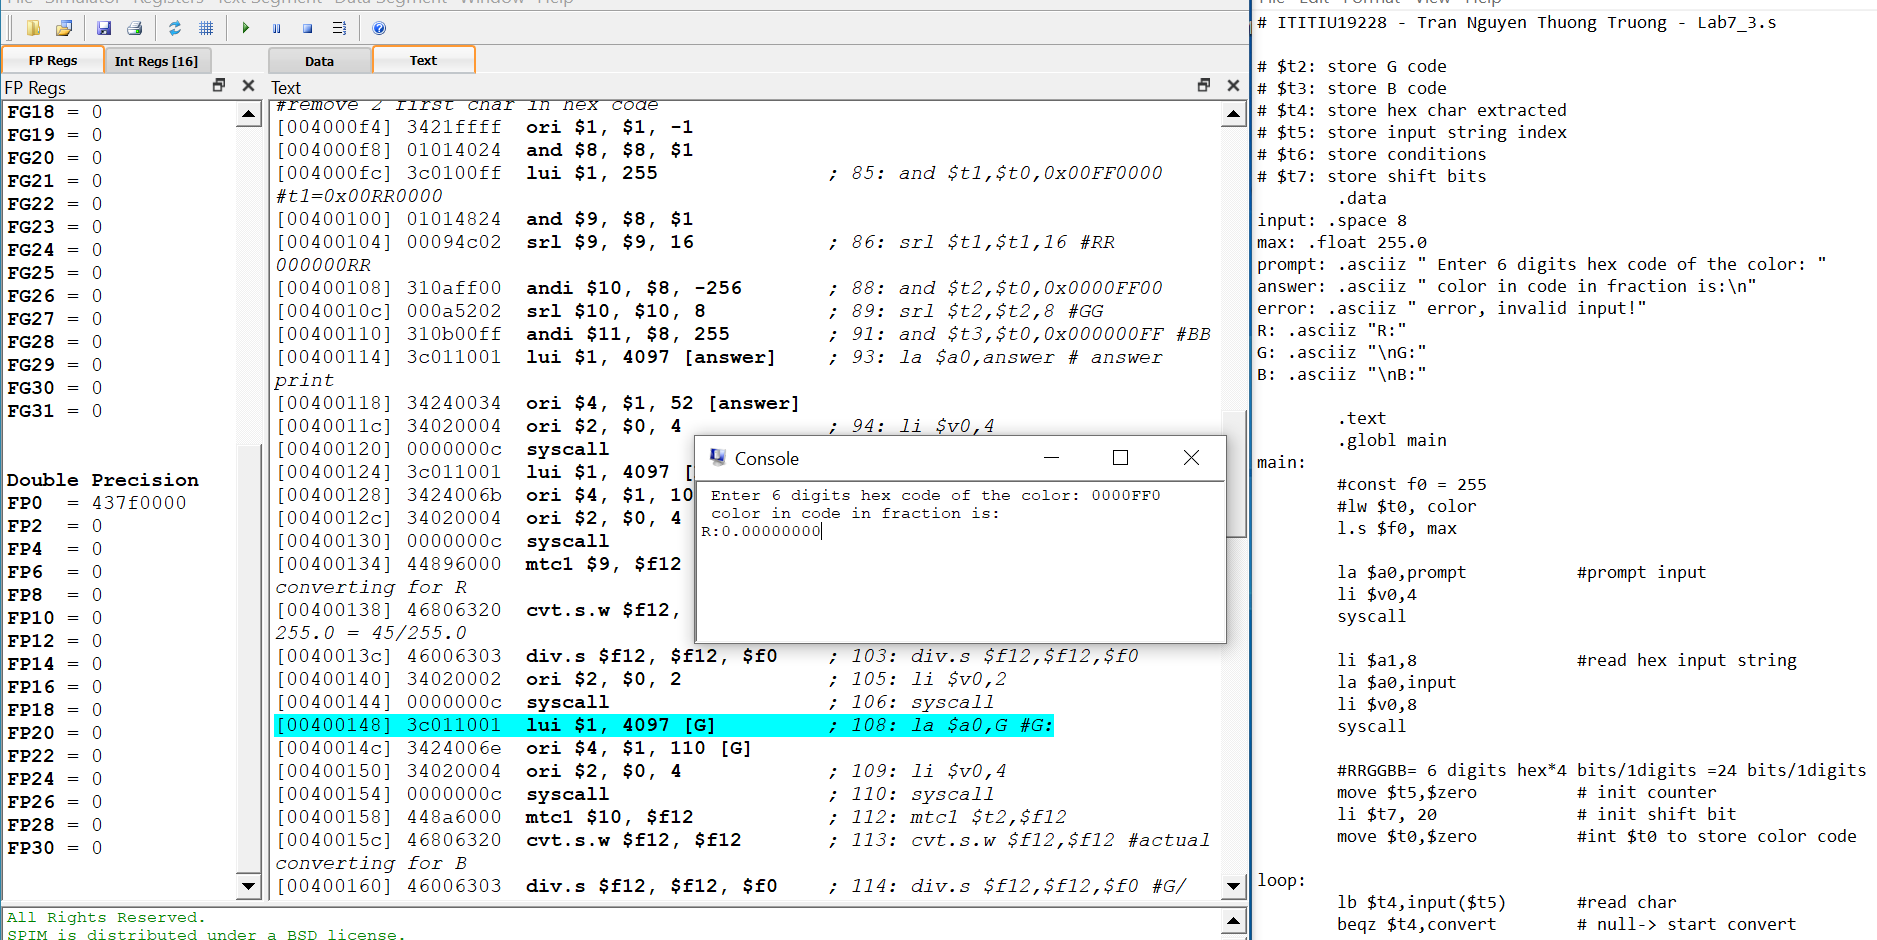 File Simulator Registers Text Segment Data Segment Window Help
FP Regs
Int Regs [16]
Data
Text
FP Regs
FG18 = 0
FG19 = 0
FG20 = 0
FG21 = 0
FG22 = 0
FG23 = 0
FG24 = 0
FG25 = 0
FG26 = 0
FG27 = 0
FG28 = 0
FG29 = 0
FG30 = 0
FG31 = 0
Double Precision
FP0 = 437f0000
FP2 = 0
FP4 = 0
FP6 = 0
FP8 = 0
FP10 = 0
FP12 = 0
FP14 = 0
FP16 = 0
FP18 = 0
FP20 = 0
FP22 = 0
FP24 = 0
FP26 = 0
FP28 = 0
FP30 = 0
Text
#remove 2 first char in hex code
[004000f4] 3421ffff ori $1, $1, -1
[004000f8] 01014024 and $8, $8, $1
[004000fc] 3c0100ff lui $1, 255 ; 85: and $t1,$t0,0x00FF0000
#t1=0x00RR0000
[00400100] 01014824 and $9, $8, $1
[00400104] 00094c02 srl $9, $9, 16 ; 86: srl $t1,$t1,16 #RR
000000RR
[00400108] 310aff00 andi $10, $8, -256 ; 88: and $t2,$t0,0x0000FF00
[0040010c] 000a5202 srl $10, $10, 8 ; 89: srl $t2,$t2,8 #GG
[00400110] 310b00ff andi $11, $8, 255 ; 91: and $t3,$t0,0x000000FF #BB
[00400114] 3c011001 lui $1, 4097 [answer] ; 93: la $a0,answer # answer
print
[00400118] 34240034 ori $4, $1, 52 [answer]
[0040011c] 34020004 ori $2, $0, 4 ; 94: li $v0,4
[00400120] 0000000c syscall
[00400124] 3c011001 lui $1, 4097 [
[00400128] 3424006b ori $4, $1, 10
[0040012c] 34020004 ori $2, $0, 4
[00400130] 0000000c syscall
[00400134] 44896000 mtc1 $9, $f12
converting for R
[00400138] 46806320 cvt.s.w $f12,
255.0 = 45/255.0
[0040013c] 46006303 div.s $f12, $f12, $f0 ; 103: div.s $f12,$f12,$f0
[00400140] 34020002 ori $2, $0, 2 ; 105: li $v0,2
[00400144] 0000000c syscall ; 106: syscall
[00400148] 3c011001 lui $1, 4097 [G] ; 108: la $a0,G #G:
[0040014c] 3424006e ori $4, $1, 110 [G]
[00400150] 34020004 ori $2, $0, 4 ; 109: li $v0,4
[00400154] 0000000c syscall ; 110: syscall
[00400158] 448a6000 mtc1 $10, $f12 ; 112: mtc1 $t2,$f12
[0040015c] 46806320 cvt.s.w $f12, $f12 ; 113: cvt.s.w $f12,$f12 #actual
converting for B
[00400160] 46006303 div.s $f12, $f12, $f0 ; 114: div.s $f12,$f12,$f0 #G/
All Rights Reserved.
SPIM is distributed under a BSD license.
Console
Enter 6 digits hex code of the color: 0000FF0
color in code in fraction is:
R:0.00000000
File Edit Format View Help
# ITITIU19228 - Tran Nguyen Thuong Truong - Lab7_3.s
# $t2: store G code
# $t3: store B code
# $t4: store hex char extracted
# $t5: store input string index
# $t6: store conditions
# $t7: store shift bits
.data
input: .space 8
max: .float 255.0
prompt: .asciiz " Enter 6 digits hex code of the color: "
answer: .asciiz " color in code in fraction is:\n"
error: .asciiz " error, invalid input!"
R: .asciiz "R:"
G: .asciiz "\nG:"
B: .asciiz "\nB:"
.text
.globl main
main:
#const f0 = 255
#lw $t0, color
l.s $f0, max
la $a0,prompt #prompt input
li $v0,4
syscall
li $a1,8 #read hex input string
la $a0,input
li $v0,8
syscall
#RRGGBB= 6 digits hex*4 bits/1digits =24 bits/1digits
move $t5,$zero # init counter
li $t7, 20 # init shift bit
move $t0,$zero #int $t0 to store color code
loop:
lb $t4,input($t5) #read char
beqz $t4,convert # null-> start convert